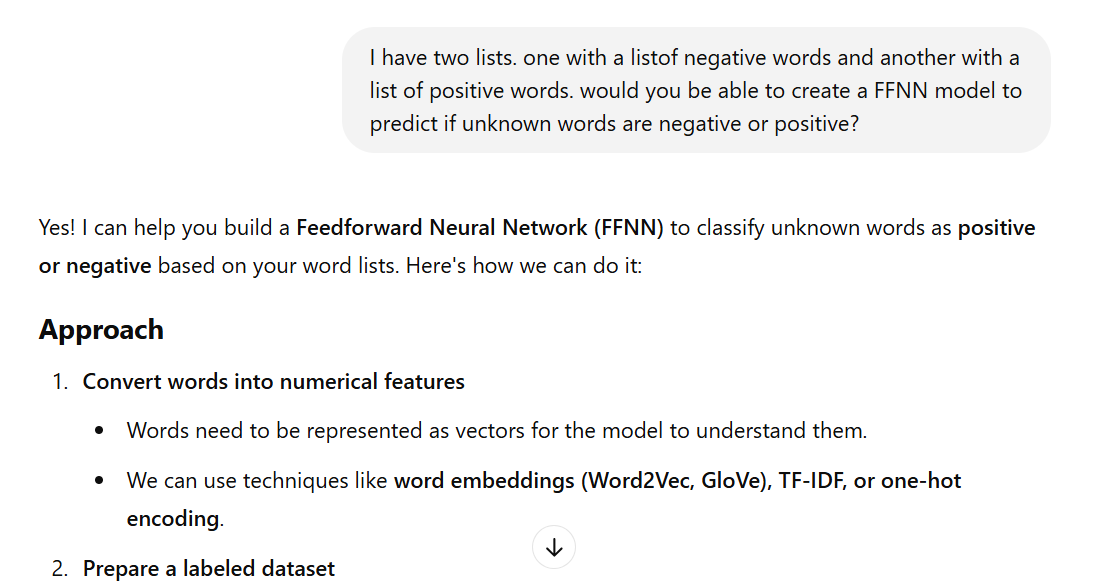 I have two lists. one with a listof negative words and another with a
list of positive words. would you be able to create a FFNN model to
predict if unknown words are negative or positive?
Yes! I can help you build a Feedforward Neural Network (FFNN) to classify unknown words as positive
or negative based on your word lists. Here's how we can do it:
Approach
1. Convert words into numerical features
• Words need to be represented as vectors for the model to understand them.
• We can use techniques like word embeddings (Word2Vec, GloVe), TF-IDF, or one-hot
encoding.
2. Prepare a labeled dataset